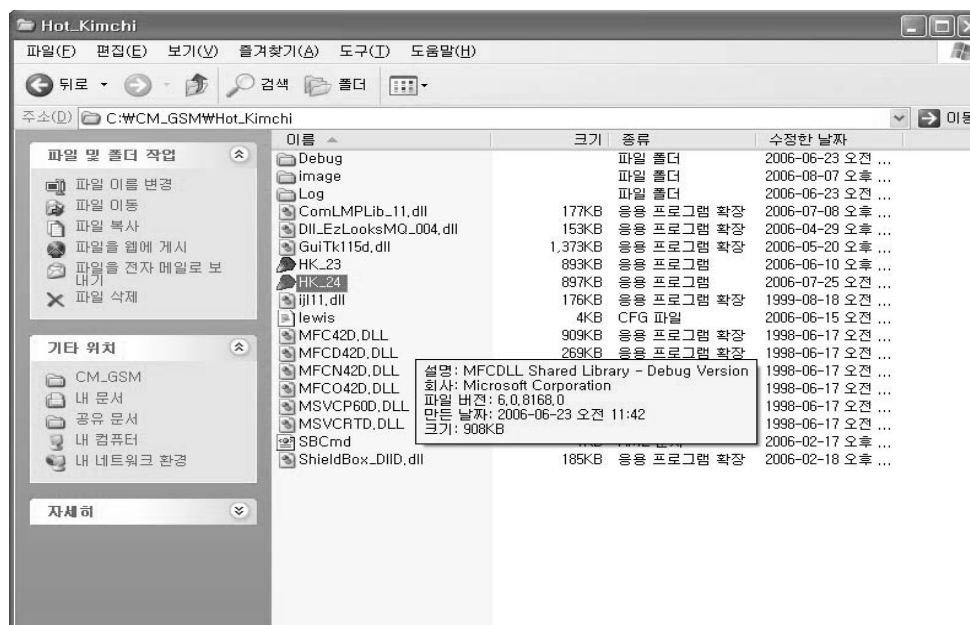 Hot_Kimchi
파일(F) 편집(E) 보기(V) 즐겨찾기(A) 도구(T) 도움말(H)
뒤로 검색 폴더
주소(D) C:₩CM_GSM₩Hot_Kimchi 이동
파일 및 폴더 작업
파일 이름 변경
파일 이동
파일 복사
파일을 웹에 게시
파일을 전자 메일로 보
내기
파일 삭제
기타 위치
CM_GSM
내 문서
공유 문서
내 컴퓨터
내 네트워크 환경
자세히
이름 크기 종류 수정한 날짜
Debug 파일 폴더 2006-06-23 오전 ...
image 파일 폴더 2006-08-07 오후 ...
Log 파일 폴더 2006-06-23 오전 ...
ComLMPLib_11.dll 177KB 응용 프로그램 확장 2006-07-08 오후 ...
Dll_EzLooksMQ_004.dll 153KB 응용 프로그램 확장 2006-04-29 오후 ...
GuiTk115d.dll 1,373KB 응용 프로그램 확장 2006-05-20 오후 ...
HK_23 893KB 응용 프로그램 2006-06-10 오후 ...
HK_24 897KB 응용 프로그램 2006-07-25 오전 ...
ijl11.dll 176KB 응용 프로그램 확장 1999-08-18 오전 ...
lewis 4KB CFG 파일 2006-06-15 오전 ...
MFC42D.DLL 909KB 응용 프로그램 확장 1998-06-17 오전 ...
MFCD42D.DLL 269KB 응용 프로그램 확장 1998-06-17 오전 ...
MFCN42D.DLL 1998-06-17 오전 ...
MFCO42D.DLL 1998-06-17 오전 ...
MSVCP60D.DLL 1998-06-17 오전 ...
MSVCRTD.DLL 1998-06-17 오전 ...
SBCmd 2006-02-17 오후 ...
ShieldBox_DllD.dll 185KB 응용 프로그램 확장 2006-02-18 오후 ...
설명: MFCDLL Shared Library - Debug Version
회사: Microsoft Corporation
파일 버전: 6.0.8168.0
만든 날짜: 2006-06-23 오전 11:42
크기: 908KB